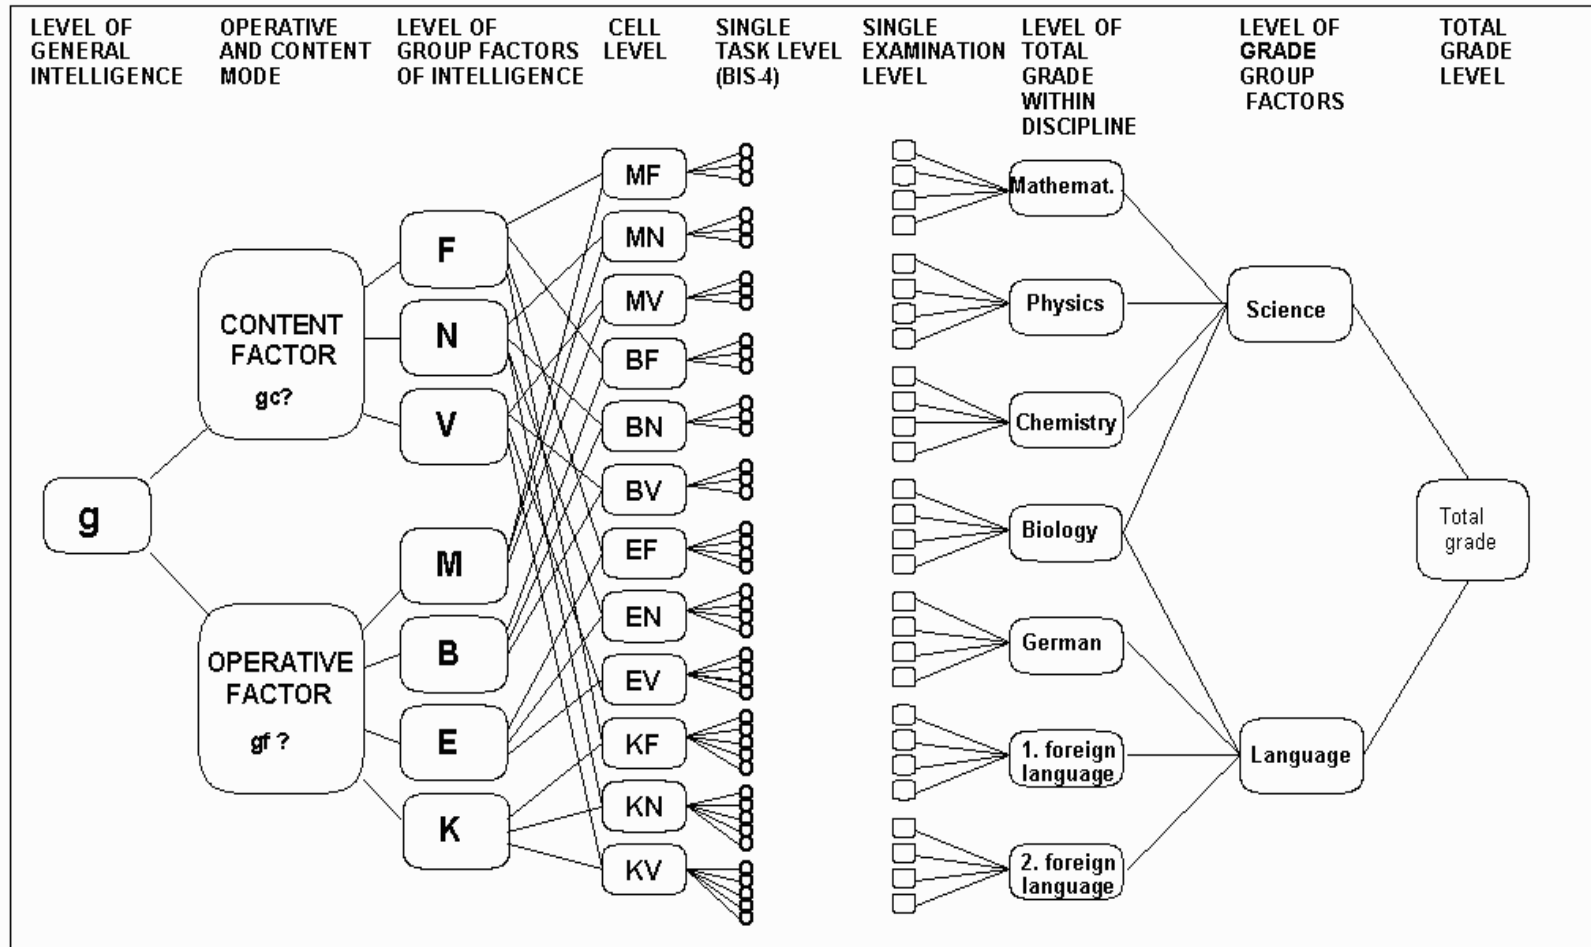 LEVEL OF
GENERAL
INTELLIGENCE
OPERATIVE
AND CONTENT
MODE
LEVEL OF
GROUP FACTORS
OF INTELLIGENCE
CELL
LEVEL
SINGLE
TASK LEVEL
(BIS-4)
SINGLE
EXAMINATION
LEVEL
LEVEL OF
TOTAL
GRADE
WITHIN
DISCIPLINE
LEVEL OF
GRADE
GROUP
FACTORS
TOTAL
GRADE
LEVEL
g
CONTENT
FACTOR
gc?
OPERATIVE
FACTOR
gf ?
F
N
V
M
B
E
K
MF
MN
MV
BF
BN
BV
EF
EN
EV
KF
KN
KV
Mathemat.
Physics
Chemistry
Biology
German
1. foreign
language
2. foreign
language
Science
Language
Total
grade